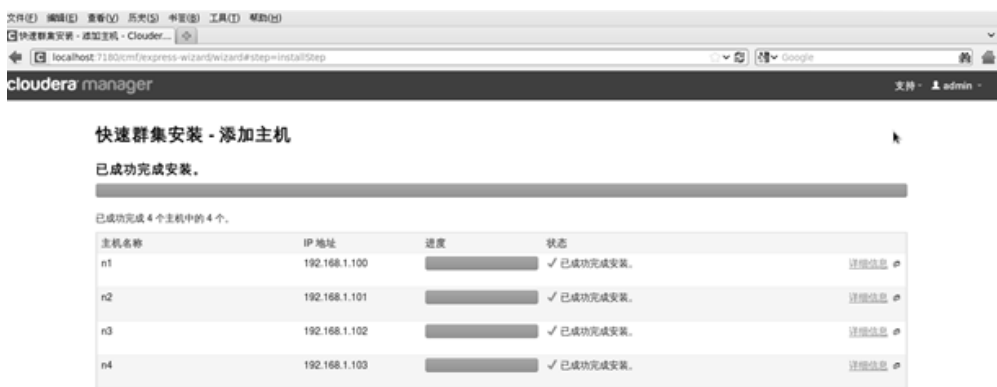 文件(F) 编辑(E) 查看(V) 历史(S) 书签(B) 工具(T) 帮助(H)
快速群集安装 - 添加主机 - Clouder...
localhost:7180/cmf/express-wizard/wizard#step=installStep Google
cloudera manager 支持 admin
快速群集安装 - 添加主机
已成功完成安装。
已成功完成 4 个主机中的 4 个。
主机名称 IP 地址 进度 状态
n1 192.168.1.100 已成功完成安装。 详细信息
n2 192.168.1.101 已成功完成安装。 详细信息
n3 192.168.1.102 已成功完成安装。 详细信息
n4 192.168.1.103 已成功完成安装。 详细信息